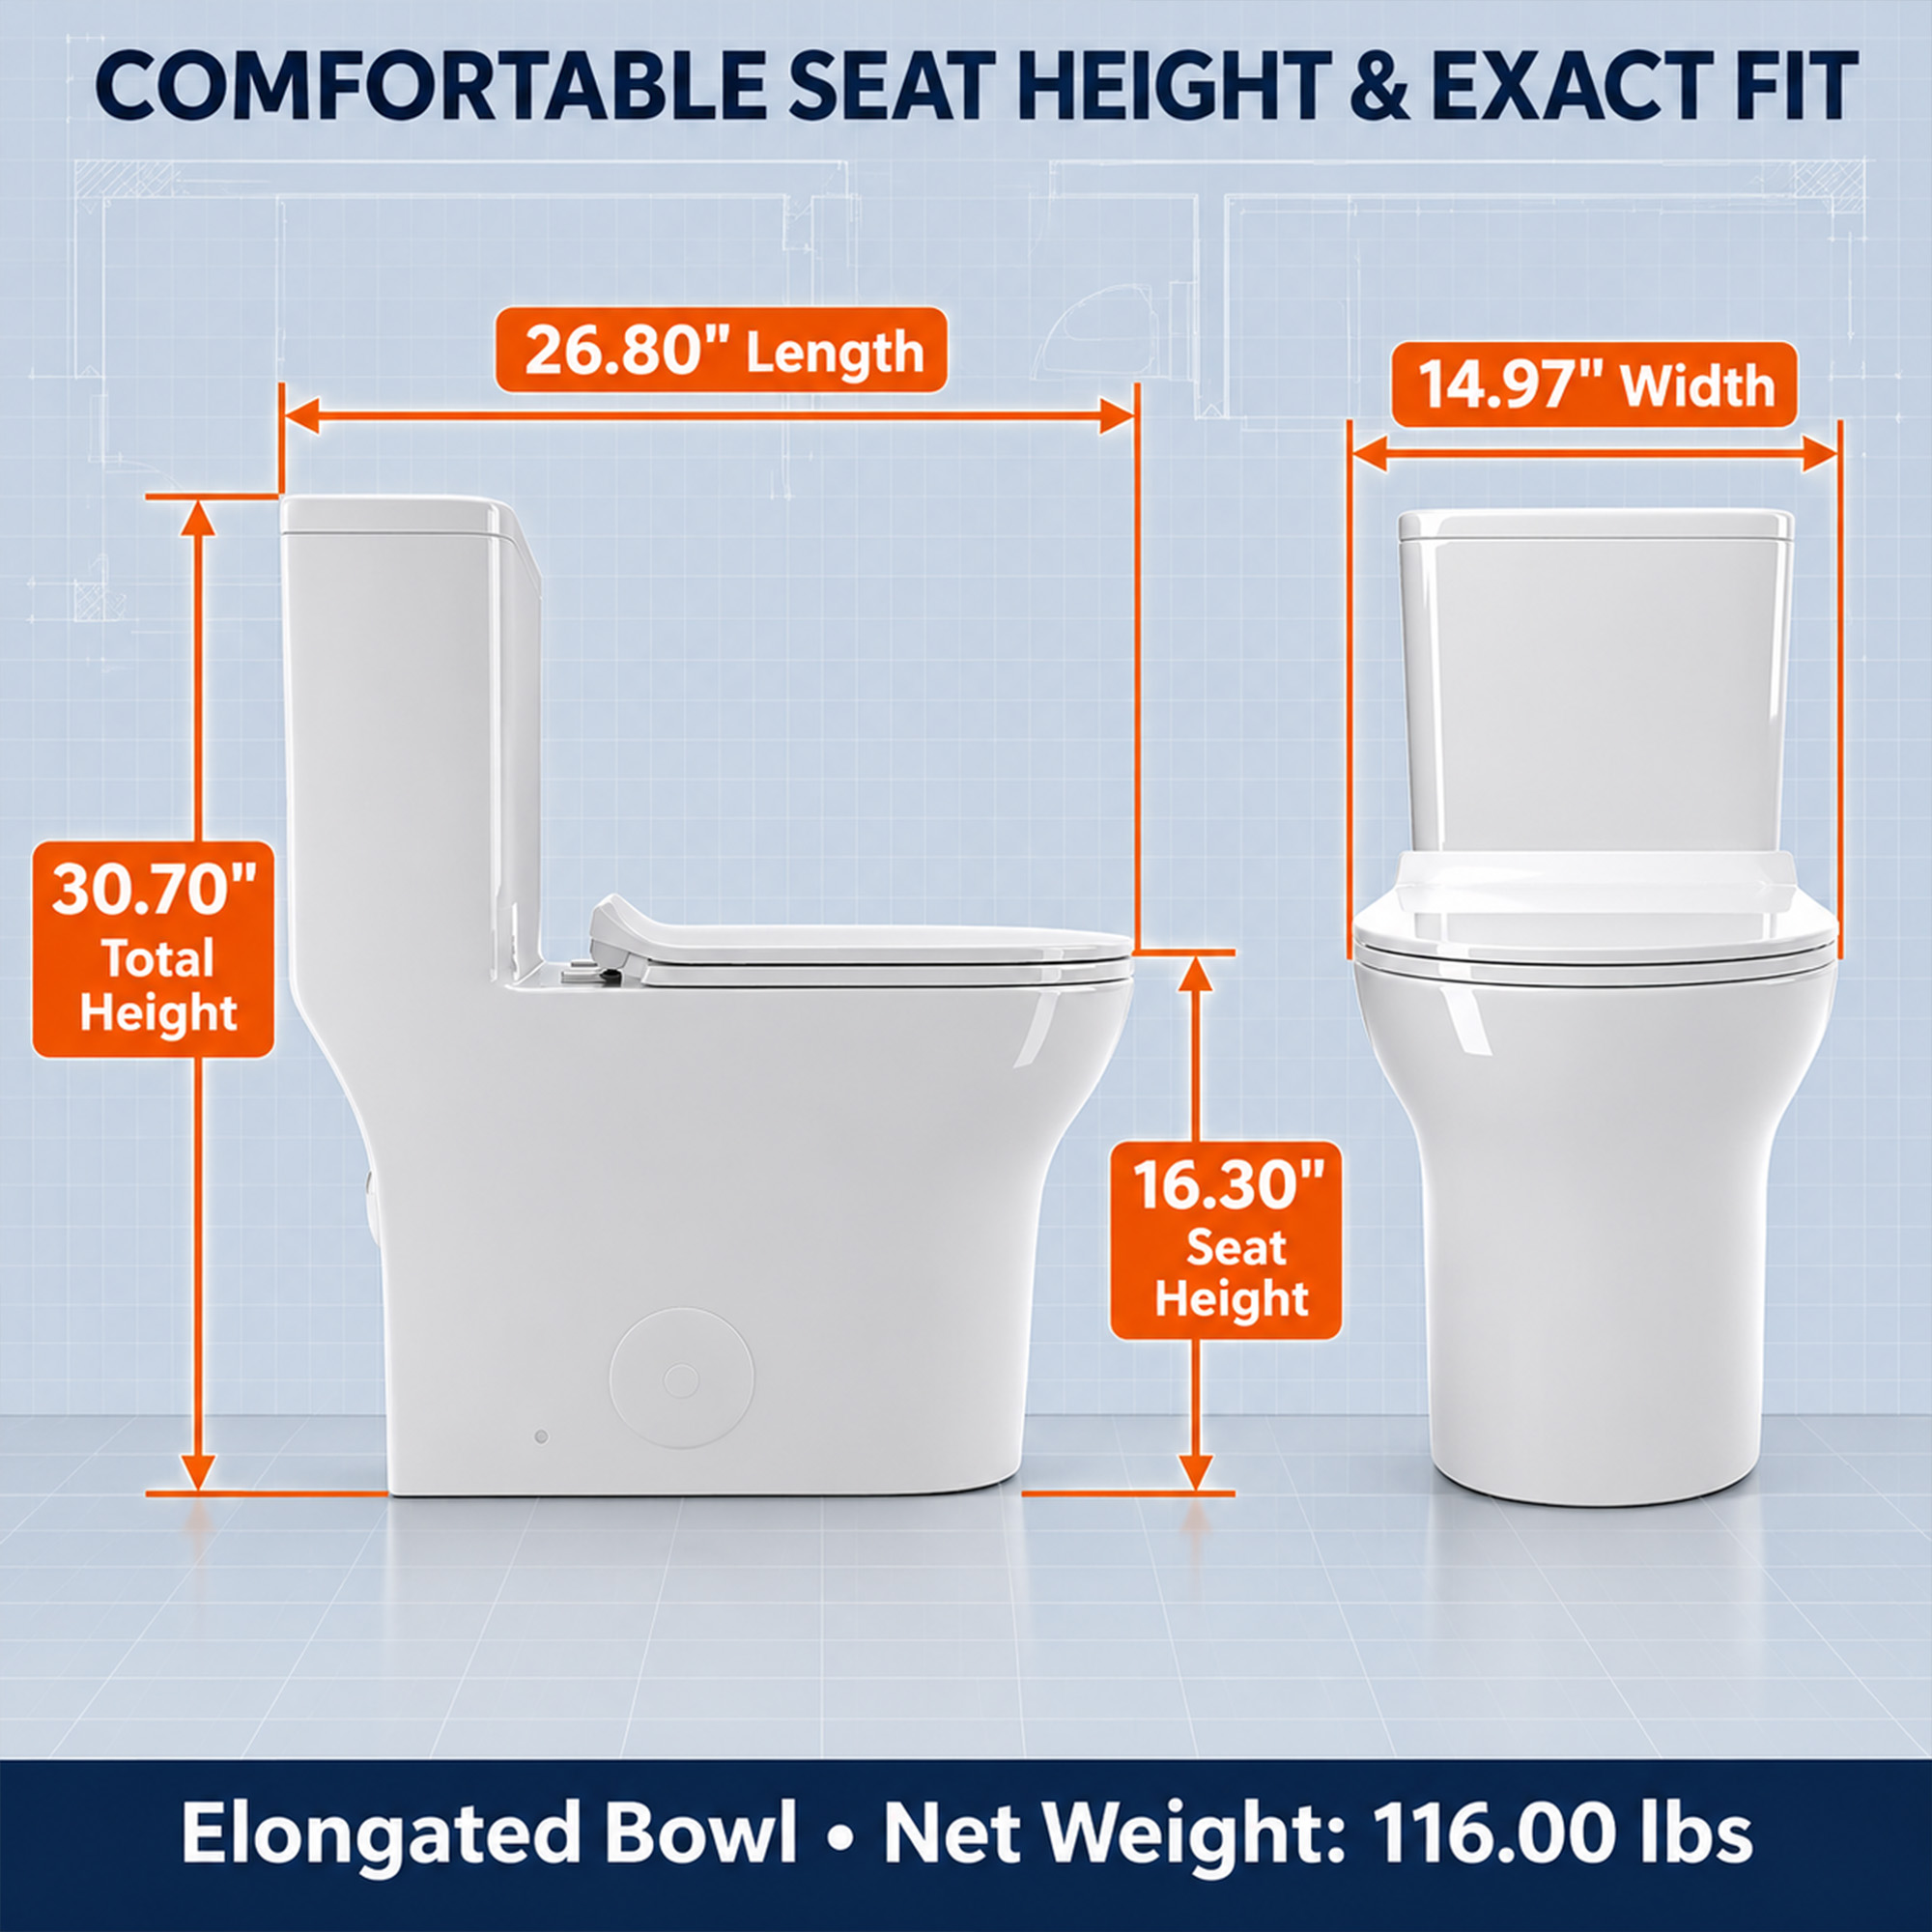 COMFORTABLE SEAT HEIGHT & EXACT FIT
26.80" Length
14.97" Width
30.70"
Total
Height
16.30"
Seat
Height
Elongated Bowl • Net Weight: 116.00 lbs